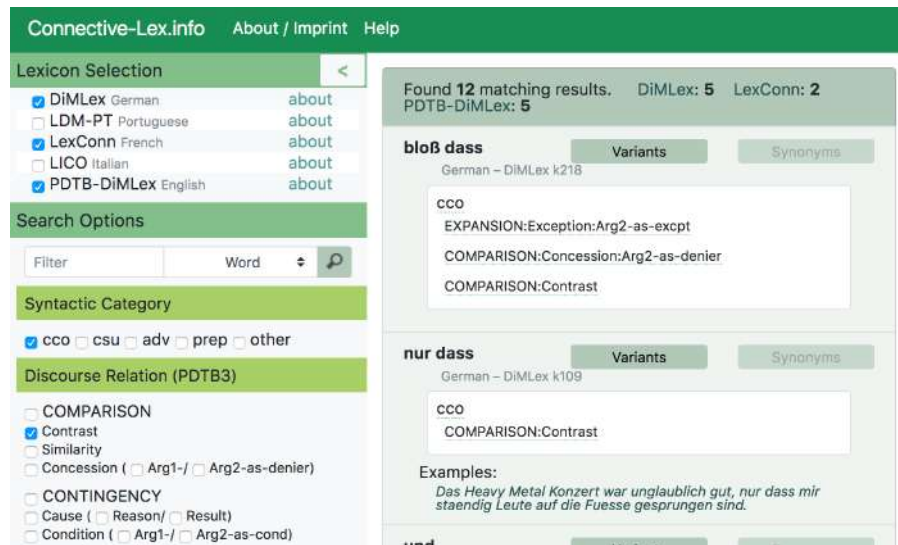 Connective-Lex.info About / Imprint Help
Lexicon Selection <
DiMLex German about
LDM-PT Portuguese about
LexConn French about
LICO Italian about
PDTB-DiMLex English about
Search Options
Filter Word
Syntactic Category
cco csu adv prep other
Discourse Relation (PDTB3)
COMPARISON
Contrast
Similarity
Concession ( Arg1-/ Arg2-as-denier)
CONTINGENCY
Cause ( Reason/ Result)
Condition ( Arg1-/ Arg2-as-cond)
Found 12 matching results. DiMLex: 5 LexConn: 2
PDTB-DiMLex: 5
bloß dass Variants Synonyms
German – DiMLex k218
cco
EXPANSION:Exception:Arg2-as-excpt
COMPARISON:Concession:Arg2-as-denier
COMPARISON:Contrast
nur dass Variants Synonyms
German – DiMLex k109
cco
COMPARISON:Contrast
Examples:
Das Heavy Metal Konzert war unglaublich gut, nur dass mir
staendig Leute auf die Fuesse gesprungen sind.
und